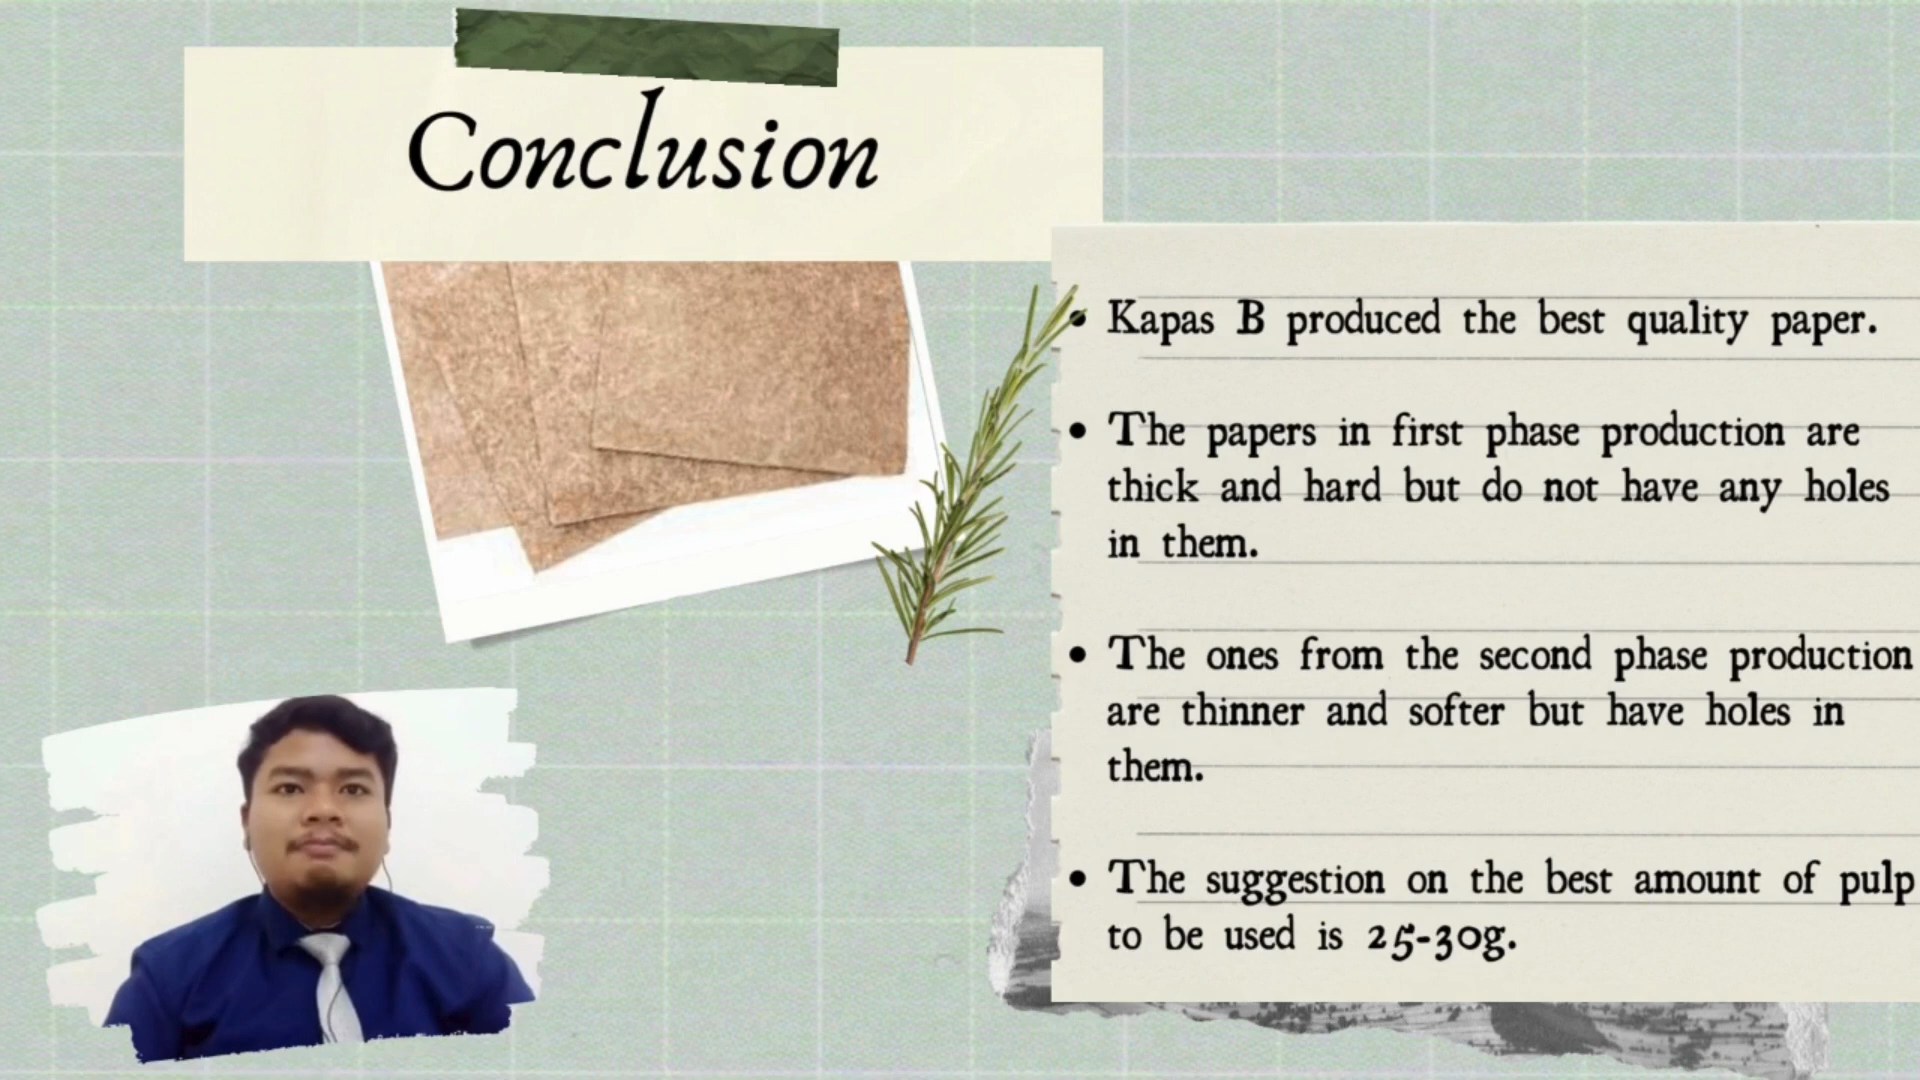 Conclusion
• Kapas B produced the best quality paper.
• The papers in first phase production are
thick and hard but do not have any holes
in them.
• The ones from the second phase production
are thinner and softer but have holes in
them.
• The suggestion on the best amount of pulp
to be used is 25-30g.